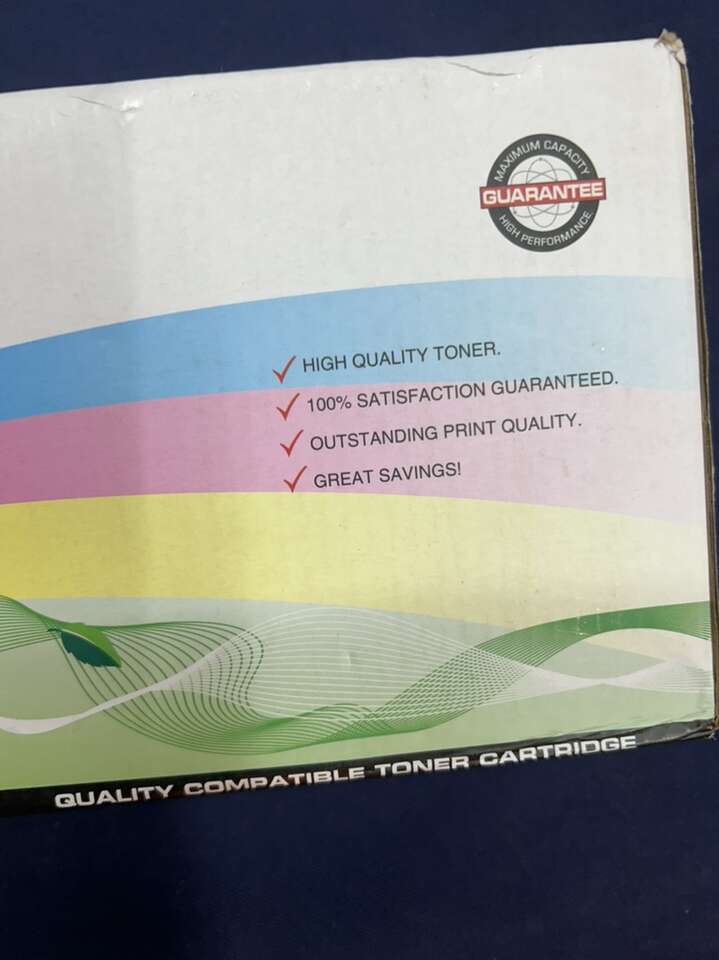 MAXIMUM CAPACITY
GUARANTEE
HIGH PERFORMANCE
HIGH QUALITY TONER.
100% SATISFACTION GUARANTEED.
OUTSTANDING PRINT QUALITY.
GREAT SAVINGS!
QUALITY COMPATIBLE TONER CARTRIDGE